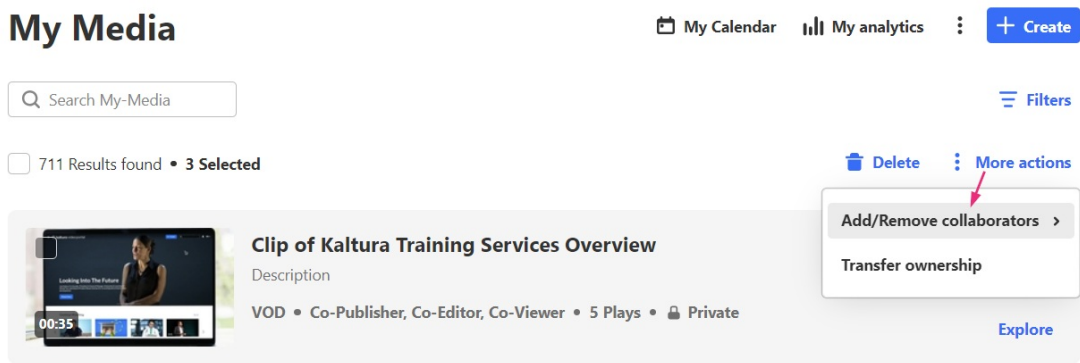 My Media
My Calendar
My analytics
Create
Search My-Media
Filters
711 Results found • 3 Selected
Delete
More actions
Add/Remove collaborators
Transfer ownership
Looking Into The Future
00:35
Clip of Kaltura Training Services Overview
Description
VOD • Co-Publisher, Co-Editor, Co-Viewer • 5 Plays • Private
Explore